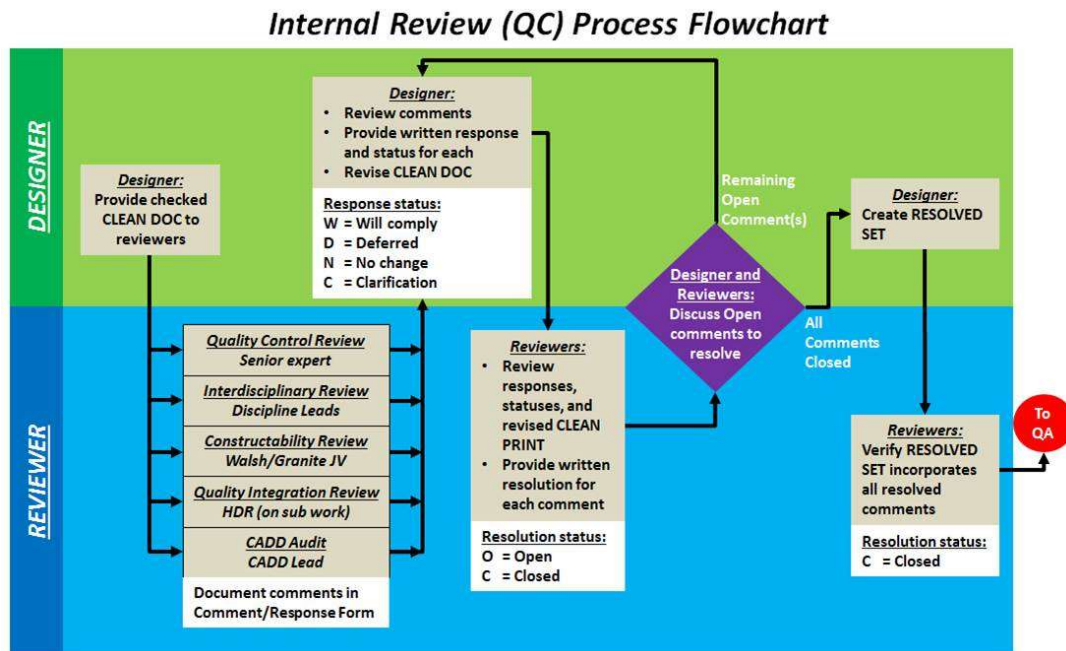 Internal Review (QC) Process Flowchart
DESIGNER
Designer:
Provide checked
CLEAN DOC to
reviewers
Designer:
• Review comments
• Provide written response
and status for each
• Revise CLEAN DOC
Response status:
W = Will comply
D = Deferred
N = No change
C = Clarification
Remaining
Open
Comment(s)
Designer and
Reviewers:
Discuss Open
comments to
resolve
All
Comments
Closed
Designer:
Create RESOLVED
SET
REVIEWER
Quality Control Review
Senior expert
Interdisciplinary Review
Discipline Leads
Constructability Review
Walsh/Granite JV
Quality Integration Review
HDR (on sub work)
CADD Audit
CADD Lead
Document comments in
Comment/Response Form
Reviewers:
• Review
responses,
statuses, and
revised CLEAN
PRINT
• Provide written
resolution for
each comment
Resolution status:
O = Open
C = Closed
Reviewers:
Verify RESOLVED
SET incorporates
all resolved
comments
Resolution status:
C = Closed
To
QA